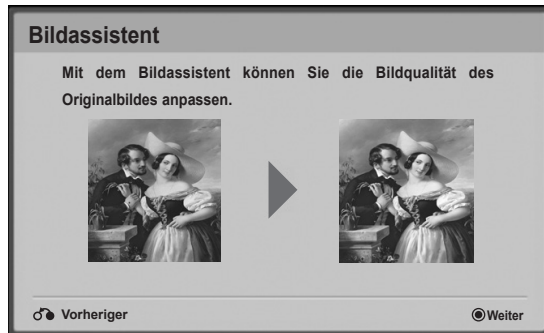 Bildassistent
Mit dem Bildassistent können Sie die Bildqualität des
Originalbildes anpassen.
Vorheriger
Weiter